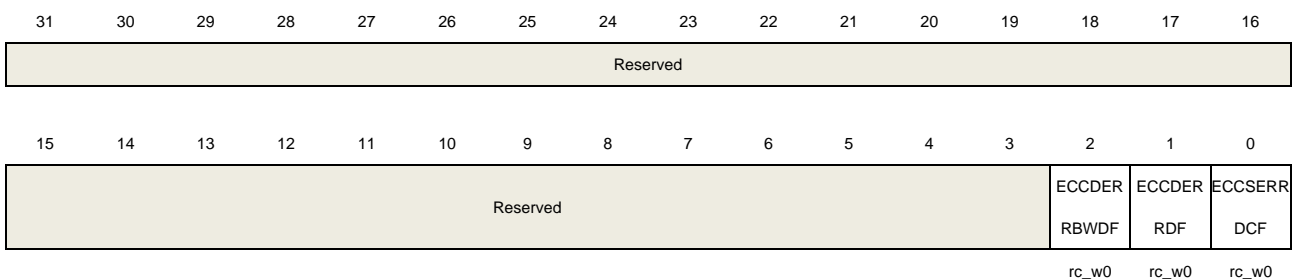 31 30 29 28 27 26 25 24 23 22 21 20 19 18 17 16
Reserved
15 14 13 12 11 10 9 8 7 6 5 4 3 2 1 0
Reserved
ECCDER ECCDER ECCSERR
RBWDF RDF DCF
rc_w0 rc_w0 rc_w0